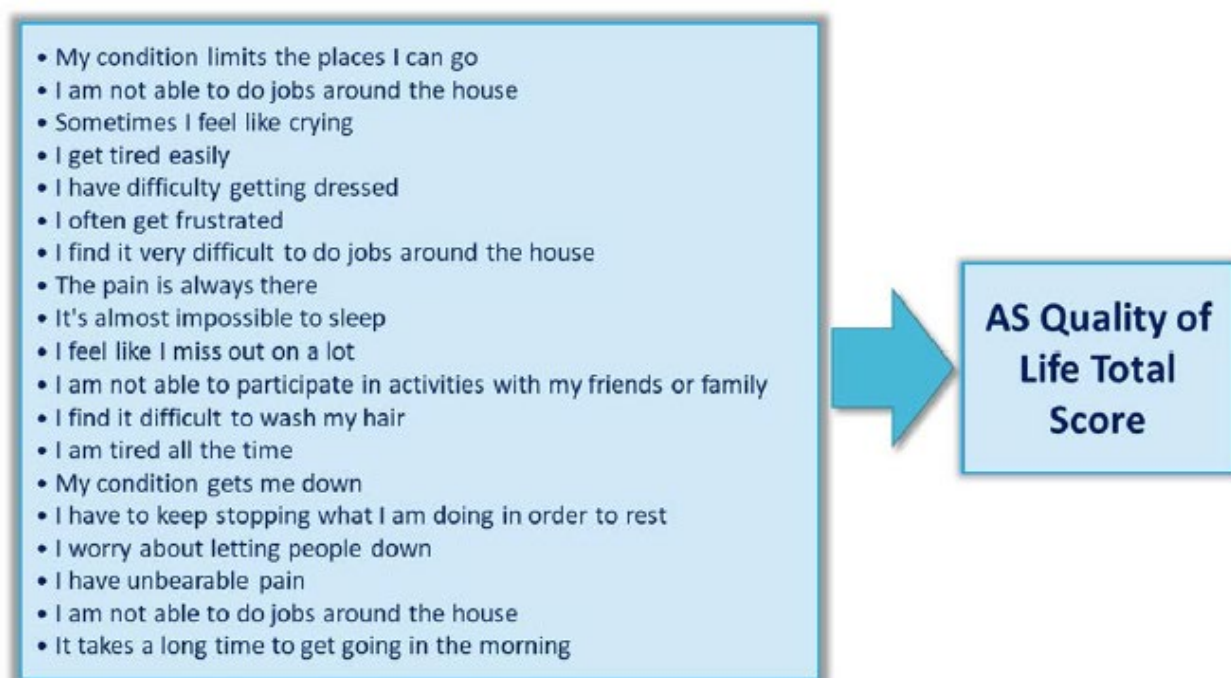 • My condition limits the places I can go
• I am not able to do jobs around the house
• Sometimes I feel like crying
• I get tired easily
• I have difficulty getting dressed
• I often get frustrated
• I find it very difficult to do jobs around the house
• The pain is always there
• It's almost impossible to sleep
• I feel like I miss out on a lot
• I am not able to participate in activities with my friends or family
• I find it difficult to wash my hair
• I am tired all the time
• My condition gets me down
• I have to keep stopping what I am doing in order to rest
• I worry about letting people down
• I have unbearable pain
• I am not able to do jobs around the house
• It takes a long time to get going in the morning
AS Quality of
Life Total
Score